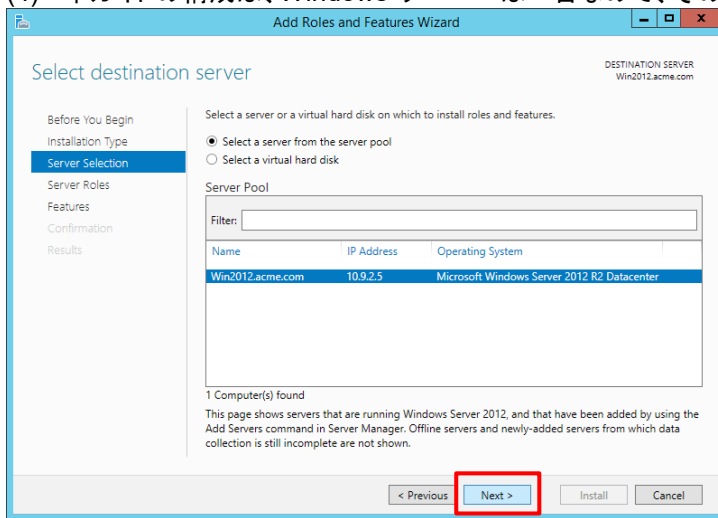 Add Roles and Features Wizard
Select destination server
DESTINATION SERVER
Win2012.acme.com
Before You Begin
Installation Type
Server Selection
Server Roles
Features
Confirmation
Results
Select a server or a virtual hard disk on which to install roles and features.
Select a server from the server pool
Select a virtual hard disk
Server Pool
Filter:
Name IP Address Operating System
Win2012.acme.com 10.9.2.5 Microsoft Windows Server 2012 R2 Datacenter
1 Computer(s) found
This page shows servers that are running Windows Server 2012, and that have been added by using the
Add Servers command in Server Manager. Offline servers and newly-added servers from which data
collection is still incomplete are not shown.
< Previous Next > Install Cancel